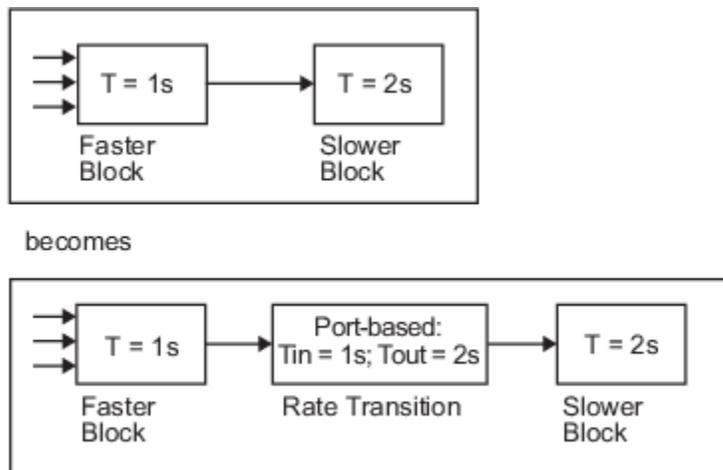 T = 1s
T = 2s
Faster
Block
Slower
Block
becomes
T = 1s
Port-based:
Tin = 1s; Tout = 2s
T = 2s
Faster
Block
Rate Transition
Slower
Block